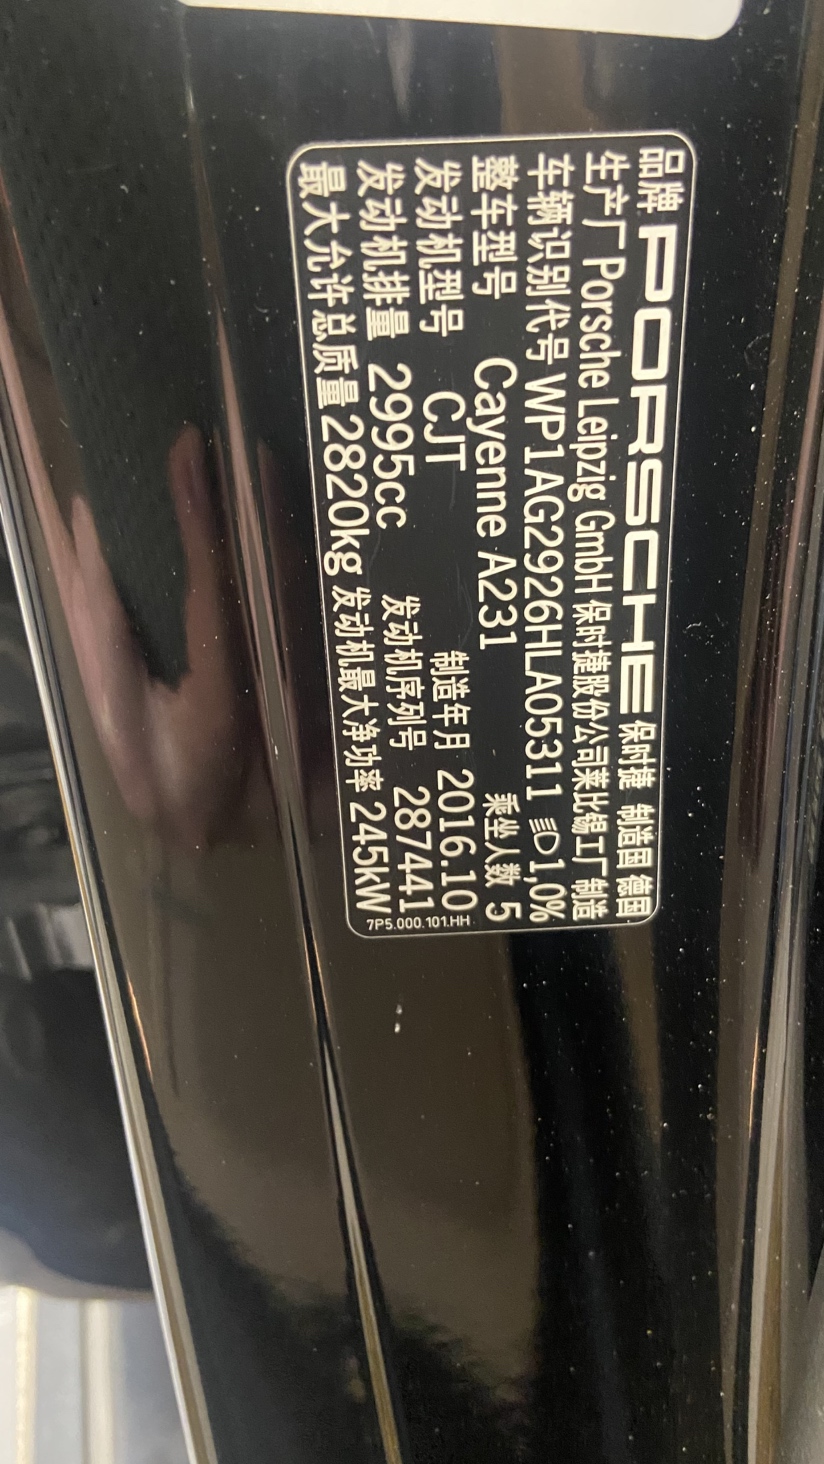 品牌 PORSCHE 保时捷 制造国 德国
生产厂 Porsche Leipzig GmbH 保时捷股份公司莱比锡工厂 制造
车辆识别代号 WP1AG2926HLA05311 1,0%
整车型号 Cayenne A231 乘坐人数 5
发动机型号 CJT 制造年月 2016.10
发动机排量 2995cc 发动机序列号 287441
最大允许总质量 2820kg 发动机最大净功率 245kW
7P5.000.101.HH